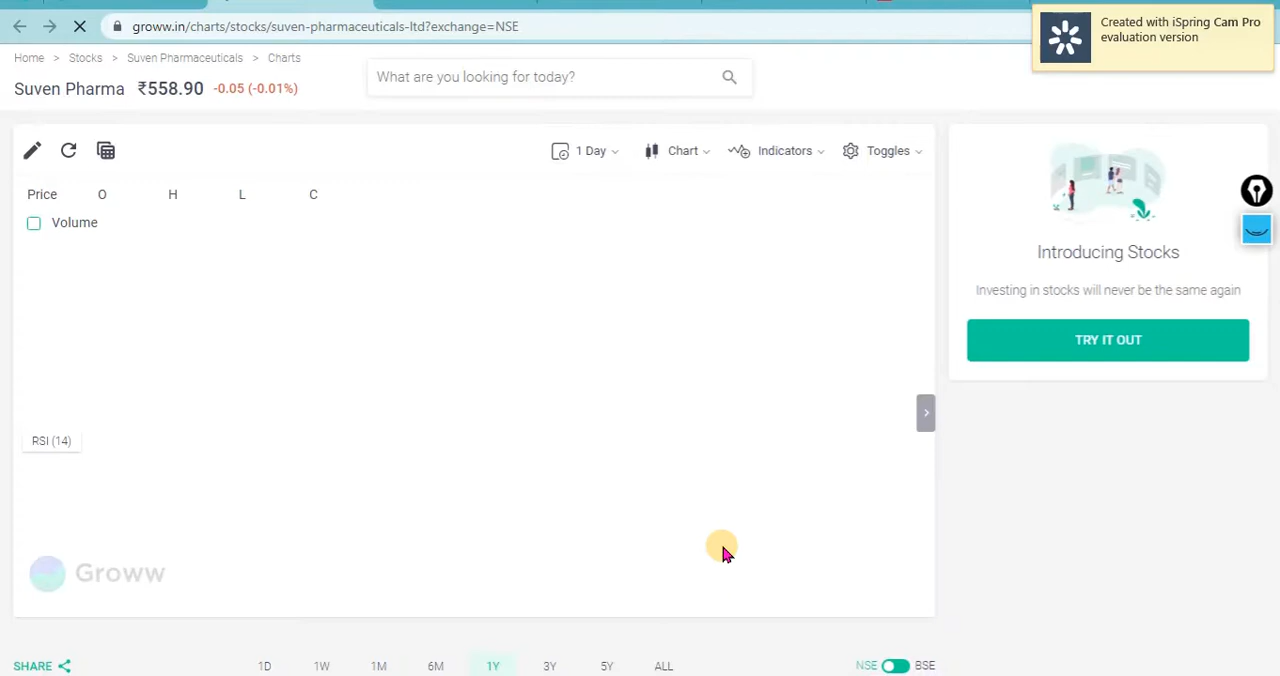 groww.in/charts/stocks/suven-pharmaceuticals-ltd?exchange=NSE
Created with iSpring Cam Pro
evaluation version
Home > Stocks > Suven Pharmaceuticals > Charts
Suven Pharma ₹558.90 -0.05 (-0.01%)
What are you looking for today?
1 Day Chart Indicators Toggles
Price O H L C
Volume
Introducing Stocks
Investing in stocks will never be the same again
TRY IT OUT
RSI (14)
Groww
SHARE 1D 1W 1M 6M 1Y 3Y 5Y ALL NSE BSE